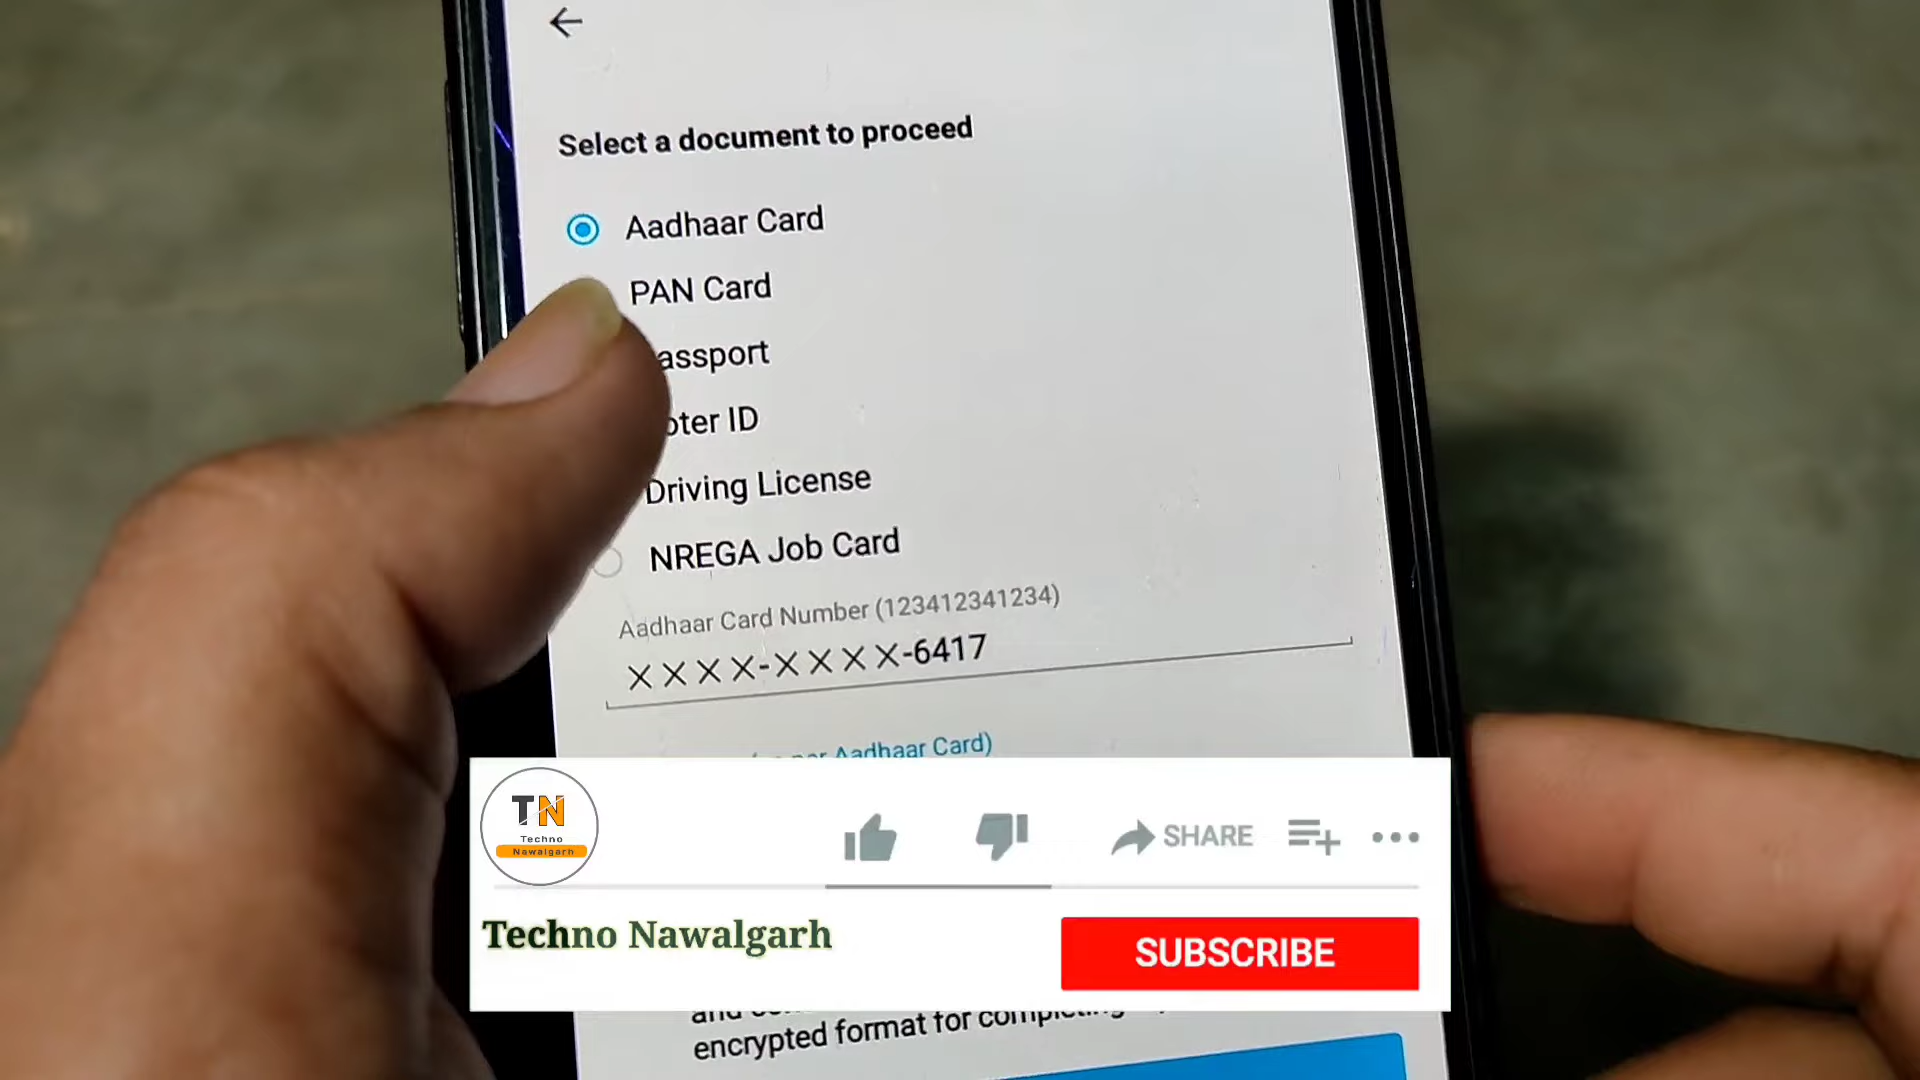 Select a document to proceed
Aadhaar Card
PAN Card
assport
oter ID
Driving License
NREGA Job Card
Aadhaar Card Number (123412341234)
XXXX-XXXX-6417
Aadhaar Card)
TN
Techno
Nawalgarh
SHARE
Techno Nawalgarh
SUBSCRIBE
encrypted format for